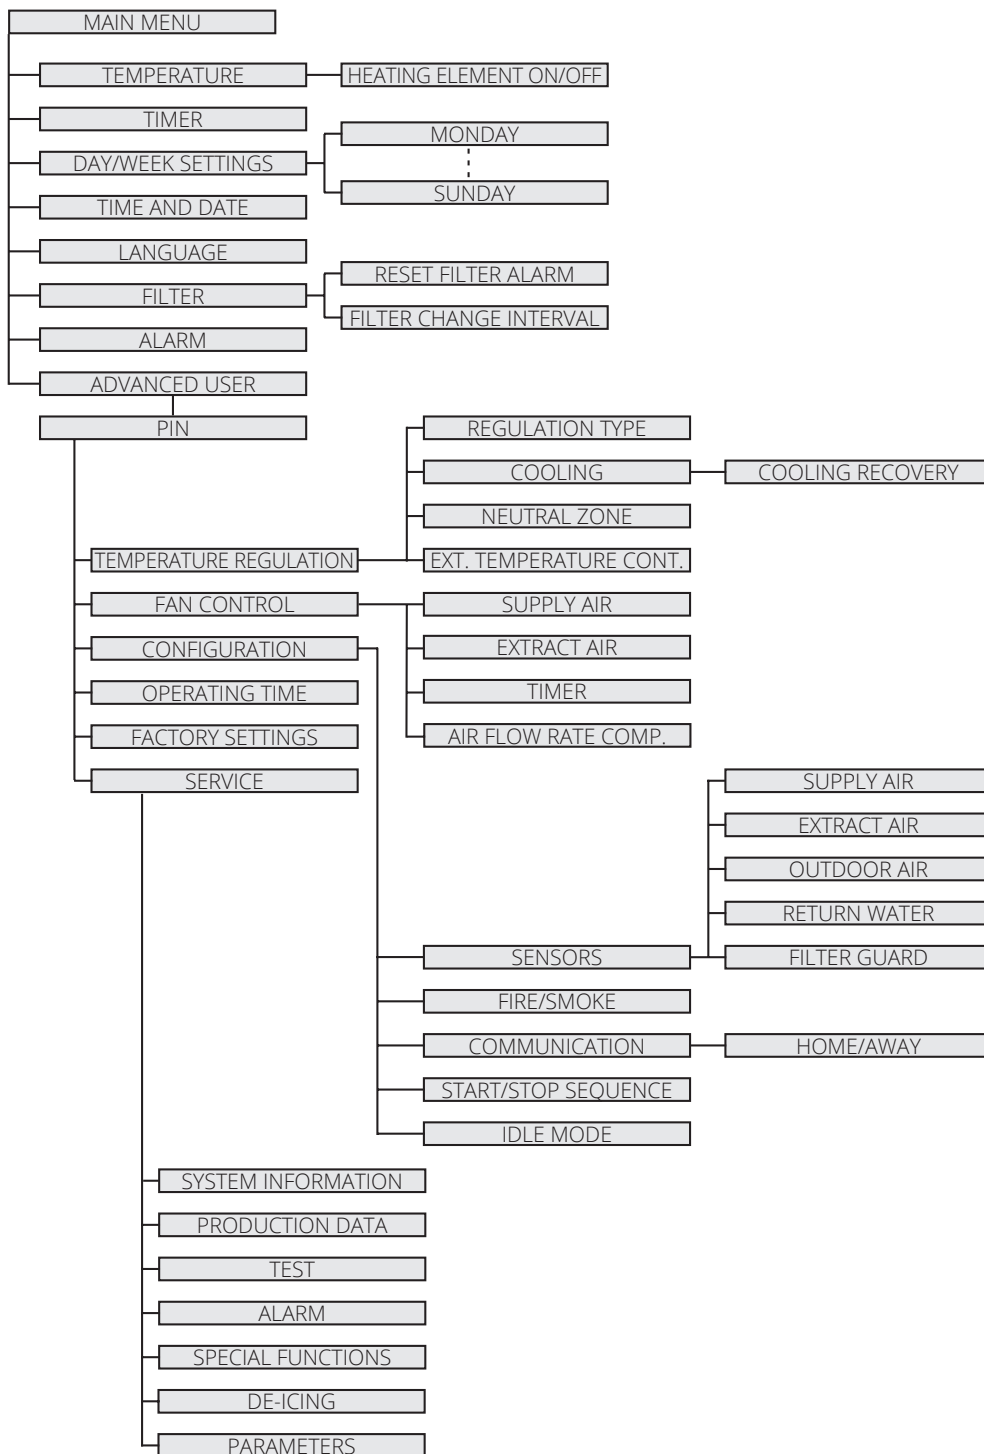 MAIN MENU
TEMPERATURE
HEATING ELEMENT ON/OFF
TIMER
DAY/WEEK SETTINGS
MONDAY
SUNDAY
TIME AND DATE
LANGUAGE
FILTER
RESET FILTER ALARM
FILTER CHANGE INTERVAL
ALARM
ADVANCED USER
PIN
TEMPERATURE REGULATION
REGULATION TYPE
COOLING
COOLING RECOVERY
NEUTRAL ZONE
EXT. TEMPERATURE CONT.
FAN CONTROL
SUPPLY AIR
EXTRACT AIR
TIMER
AIR FLOW RATE COMP.
CONFIGURATION
OPERATING TIME
FACTORY SETTINGS
SERVICE
SENSORS
SUPPLY AIR
EXTRACT AIR
OUTDOOR AIR
RETURN WATER
FILTER GUARD
FIRE/SMOKE
COMMUNICATION
HOME/AWAY
START/STOP SEQUENCE
IDLE MODE
SYSTEM INFORMATION
PRODUCTION DATA
TEST
ALARM
SPECIAL FUNCTIONS
DE-ICING
PARAMETERS